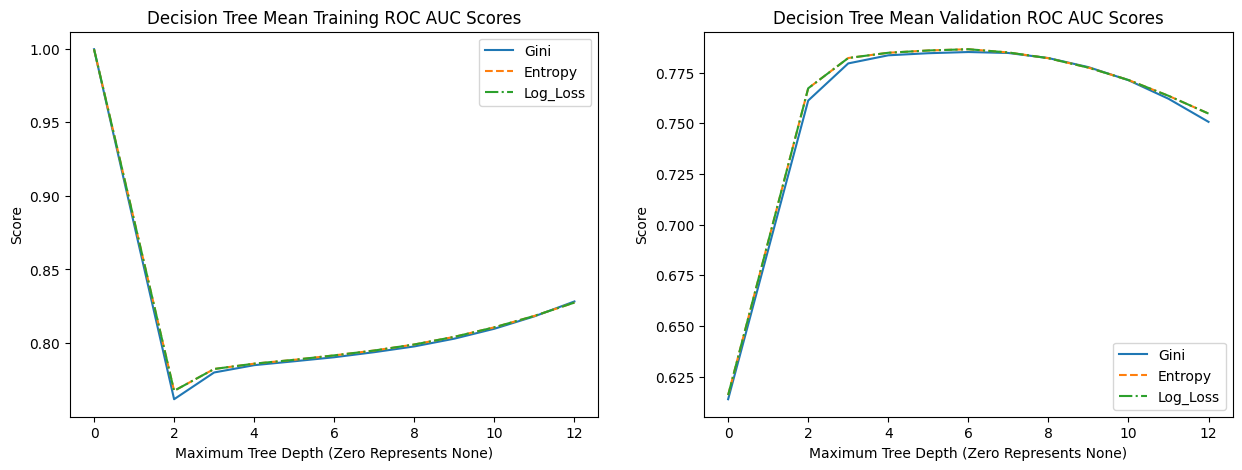 Decision Tree Mean Training ROC AUC Scores
Score
1.00
0.95
0.90
0.85
0.80
Gini
Entropy
Log_Loss
0 2 4 6 8 10 12
Maximum Tree Depth (Zero Represents None)
Decision Tree Mean Validation ROC AUC Scores
Score
0.775
0.750
0.725
0.700
0.675
0.650
0.625
Gini
Entropy
Log_Loss
0 2 4 6 8 10 12
Maximum Tree Depth (Zero Represents None)